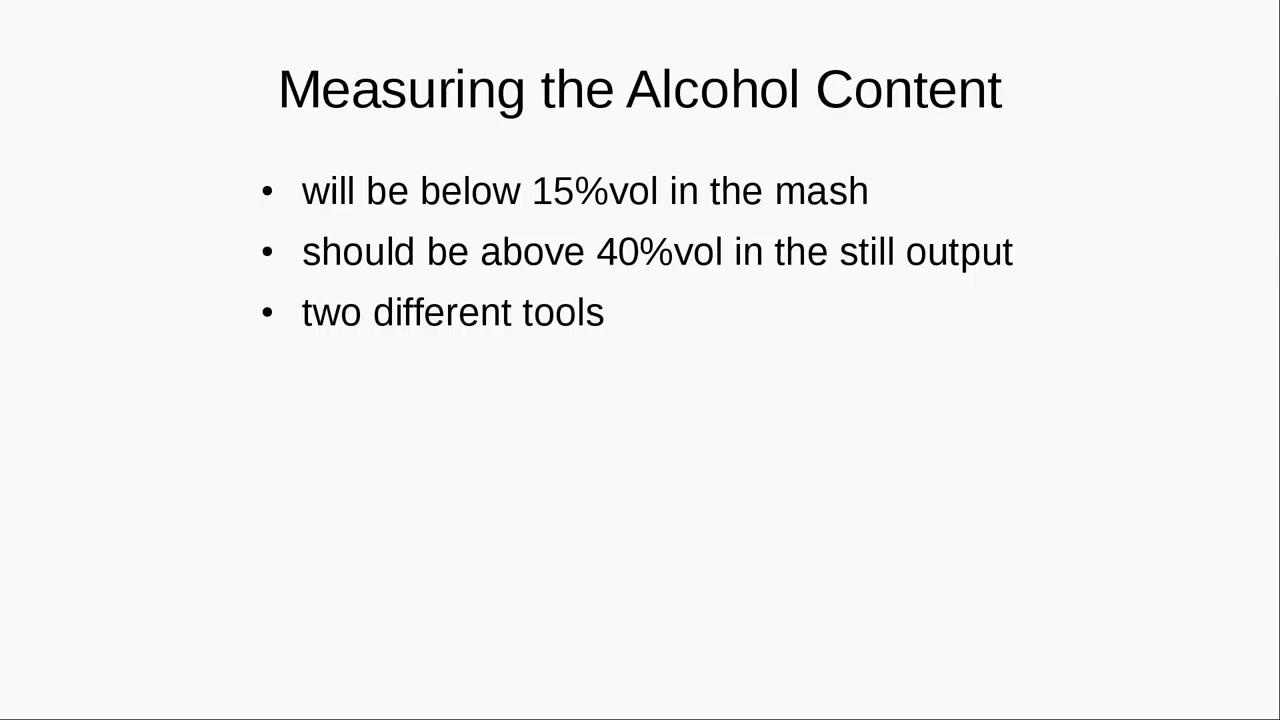 Measuring the Alcohol Content
• will be below 15%vol in the mash
• should be above 40%vol in the still output
• two different tools